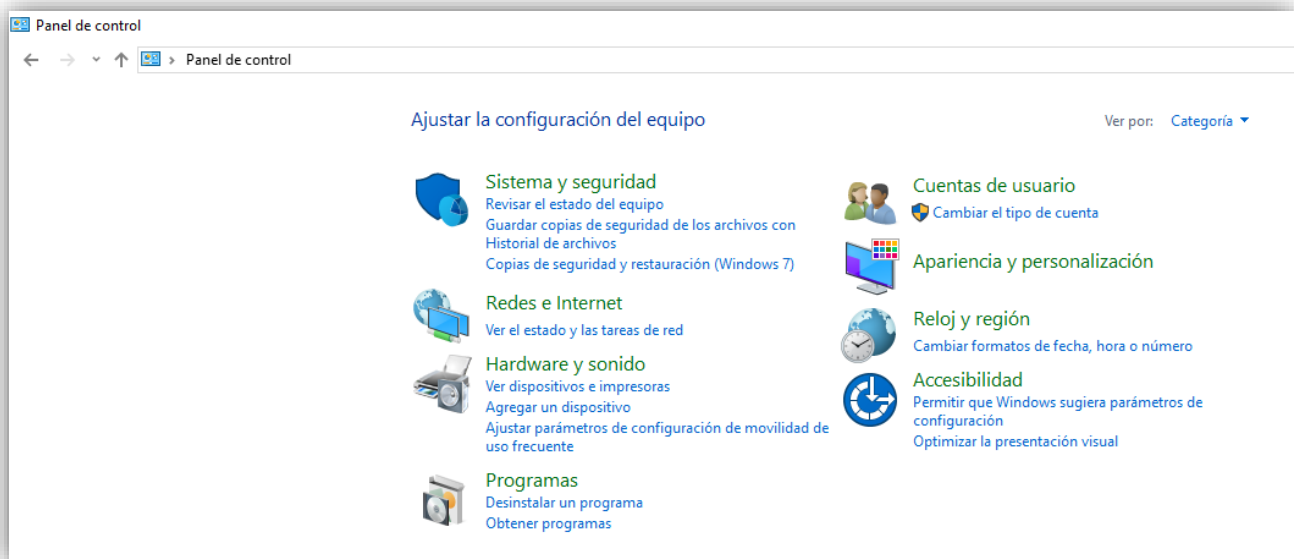 Panel de control
Panel de control
Ajustar la configuración del equipo
Ver por: Categoría
Sistema y seguridad
Revisar el estado del equipo
Guardar copias de seguridad de los archivos con
Historial de archivos
Copias de seguridad y restauración (Windows 7)
Redes e Internet
Ver el estado y las tareas de red
Hardware y sonido
Ver dispositivos e impresoras
Agregar un dispositivo
Ajustar parámetros de configuración de movilidad de
uso frecuente
Programas
Desinstalar un programa
Obtener programas
Cuentas de usuario
Cambiar el tipo de cuenta
Apariencia y personalización
Reloj y región
Cambiar formatos de fecha, hora o número
Accesibilidad
Permitir que Windows sugiera parámetros de
configuración
Optimizar la presentación visual